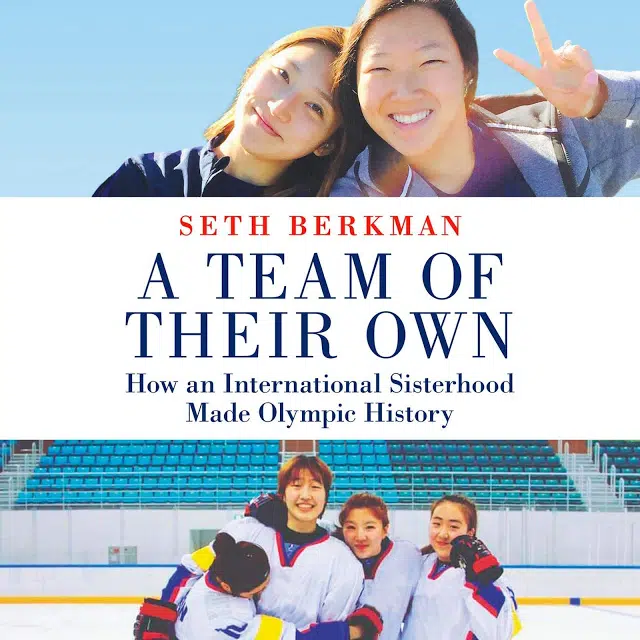 SETH BERKMAN
A TEAM OF
THEIR OWN
How an International Sisterhood
Made Olympic History